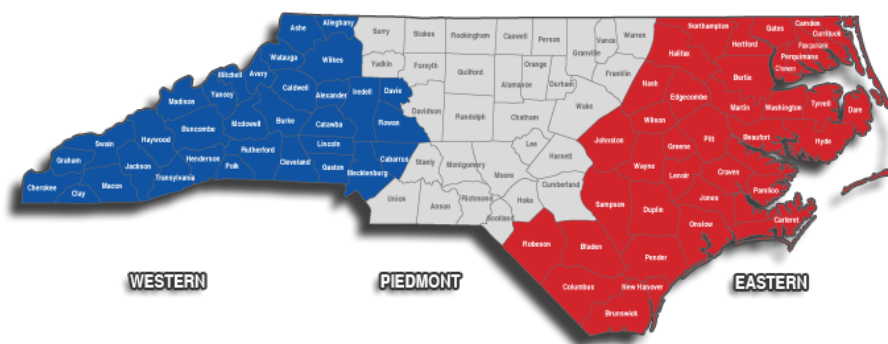 Ashe
Alleghany
Surry
Stokes
Rockingham
Caswell
Person
Vance
Warren
Granville
Northampton
Gates
Camden
Currituck
Pasquotank
Perquimans
Chowan
Hertford
Halifax
Watauga
Wilkes
Yadkin
Forsyth
Guilford
Orange
Alamance
Durham
Franklin
Mitchell
Avery
Caldwell
Alexander
Iredell
Davie
Nash
Edgecombe
Bertie
Madison
Yancey
Davidson
Randolph
Chatham
Wake
Martin
Washington
Tyrrell
Dare
Buncombe
Mcdowell
Burke
Catawba
Rowan
Wilson
Haywood
Swain
Rutherford
Lincoln
Lee
Johnston
Greene
Pitt
Beaufort
Hyde
Graham
Jackson
Henderson
Polk
Cleveland
Gaston
Cabarrus
Blecklenburg
Stanly
Montgomery
Moore
Harnett
Wayne
Lenoir
Craves
Cherokee
Clay
Macon
Transylvania
Union
Anson
Richmond
Scotland
Hoke
Cumberland
Sampson
Duplin
Jones
Pamlico
Carteret
Onslow
Robeson
Bladen
Pender
Columbus
New Hanover
Brunswick
WESTERN
PIEDMONT
EASTERN